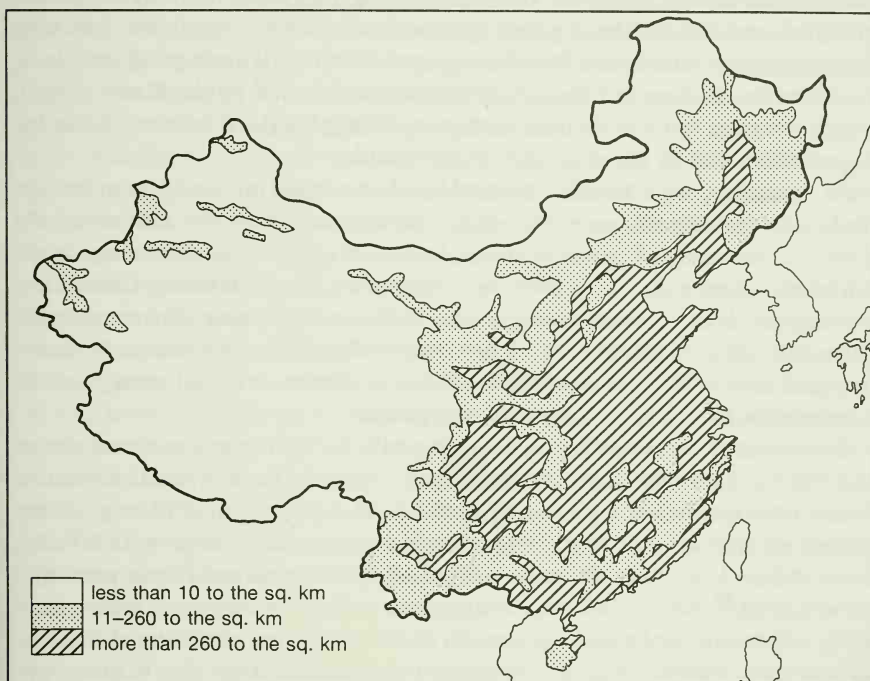 less than 10 to the sq. km
11–260 to the sq. km
more than 260 to the sq. km